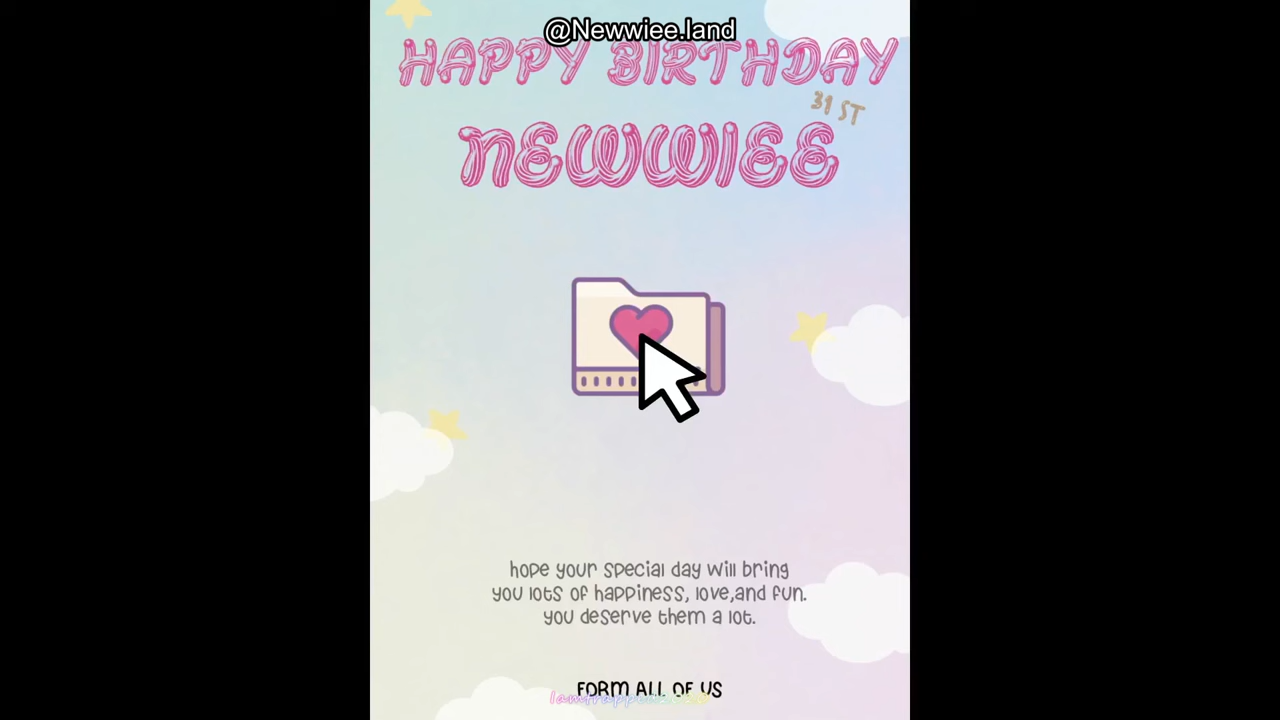 @Newwiee.land
HAPPY BIRTHDAY
31 ST
NEWWIEE
hope your special day will bring
you lots of happiness, love,and fun.
you deserve them a lot.
FORM ALL OF US